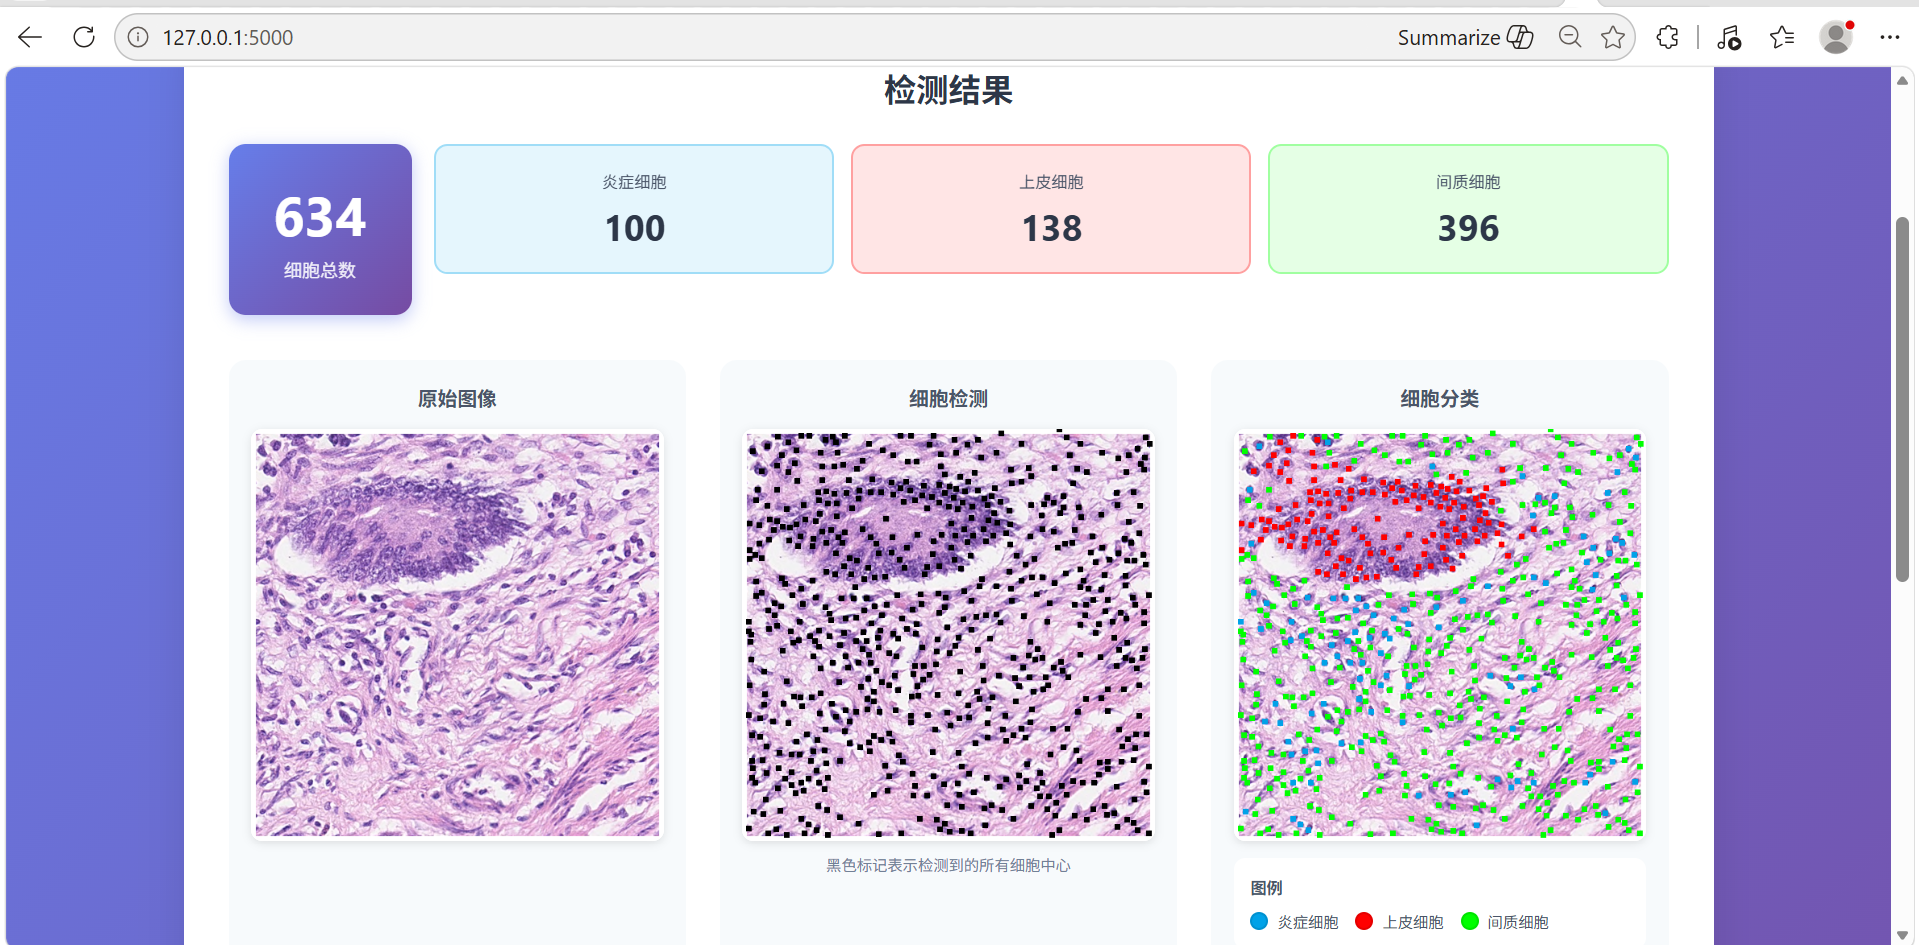 127.0.0.1:5000
Summarize
检测结果
634
细胞总数
炎症细胞
100
上皮细胞
138
间质细胞
396
原始图像
细胞检测
细胞分类
黑色标记表示检测到的所有细胞中心
图例
炎症细胞
上皮细胞
间质细胞